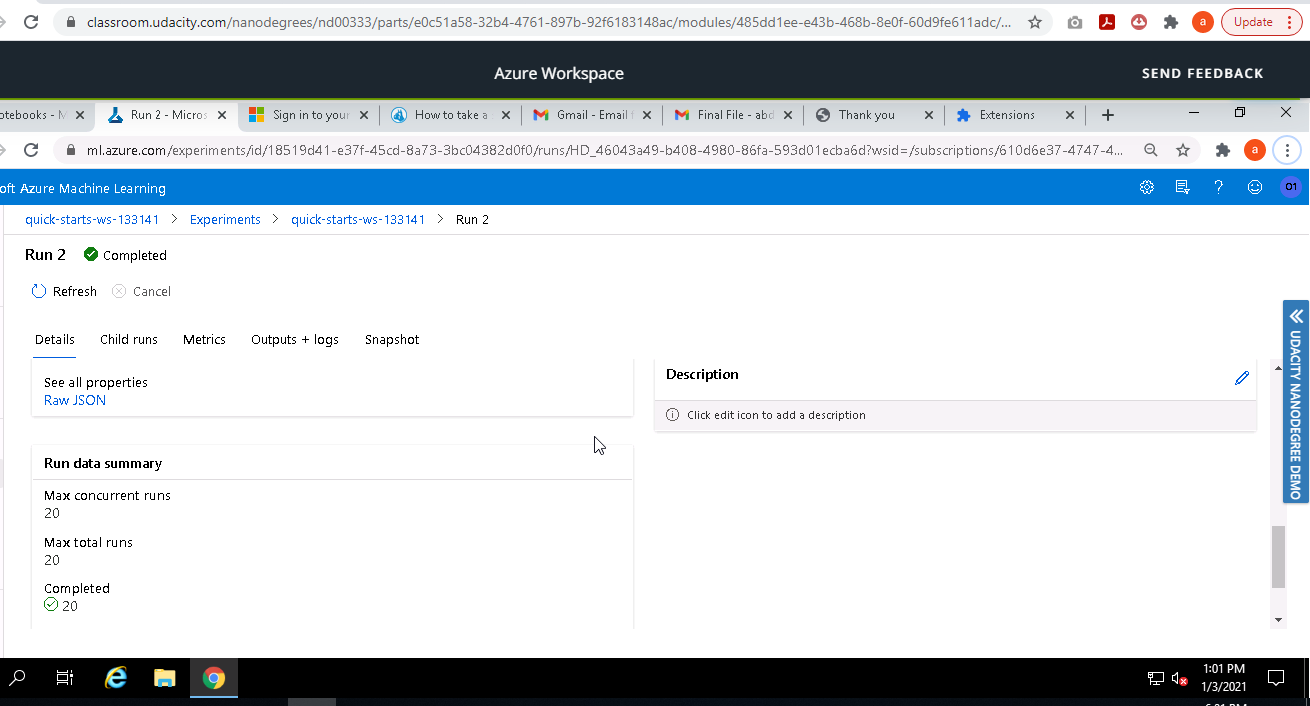 classroom.udacity.com/nanodegrees/nd00333/parts/e0c51a58-32b4-4761-897b-92f6183148ac/modules/485dd1ee-e43b-468b-8e0f-60d9fe611adc/...
a
Update
Azure Workspace
SEND FEEDBACK
otebooks - M
Run 2 - Micros
Sign in to your
How to take a
Gmail - Email f
Final File - abd
Thank you
Extensions
ml.azure.com/experiments/id/18519d41-e37f-45cd-8a73-3bc04382d0f0/runs/HD_46043a49-b408-4980-86fa-593d01ecba6d?wsid=/subscriptions/610d6e37-4747-4...
a
oft Azure Machine Learning
?
01
quick-starts-ws-133141 > Experiments > quick-starts-ws-133141 > Run 2
Run 2 Completed
Refresh Cancel
Details Child runs Metrics Outputs + logs Snapshot
See all properties
Raw JSON
Description
Click edit icon to add a description
Run data summary
Max concurrent runs
20
Max total runs
20
Completed
20
UDACITY NANODEGREE DEMO
1:01 PM
1/3/2021